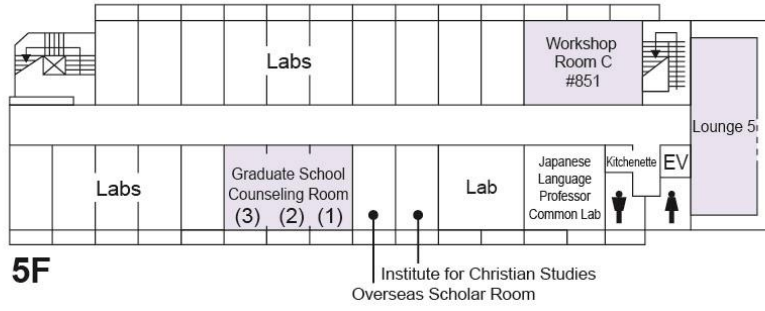 Labs
Workshop
Room C
#851
Lounge 5
Labs
Graduate School
Counseling Room
(3) (2) (1)
Lab
Japanese
Language
Professor
Common Lab
Kitchenette
EV
5F
Institute for Christian Studies
Overseas Scholar Room